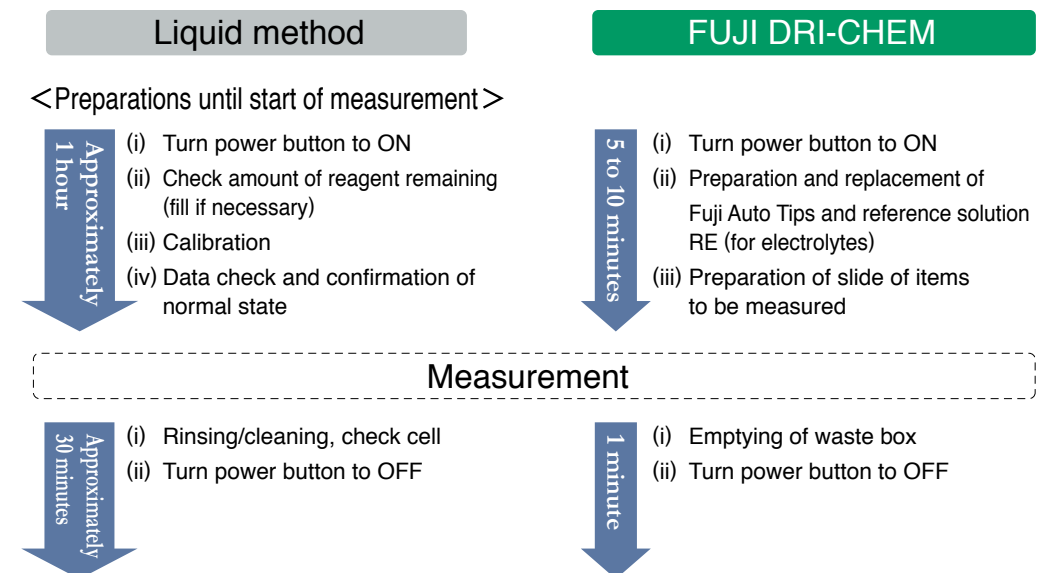 Liquid method
FUJI DRI-CHEM
<Preparations until start of measurement>
Approximately
1 hour
(i) Turn power button to ON
(ii) Check amount of reagent remaining
(fill if necessary)
(iii) Calibration
(iv) Data check and confirmation of
normal state
5 to 10 minutes
(i) Turn power button to ON
(ii) Preparation and replacement of
Fuji Auto Tips and reference solution
RE (for electrolytes)
(iii) Preparation of slide of items
to be measured
Measurement
Approximately
30 minutes
(i) Rinsing/cleaning, check cell
(ii) Turn power button to OFF
1 minute
(i) Emptying of waste box
(ii) Turn power button to OFF